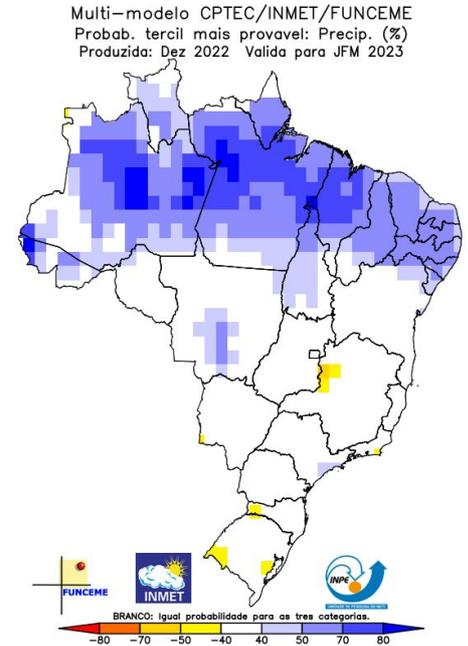 Multi-modelo CPTEC/INMET/FUNCEME
Probab. tercil mais provavel: Precip. (%)
Produzida: Dez 2022 Valida para JFM 2023
FUNCEME
INMET
INPE
BRANCO: Igual probabilidade para as tres categorias.
-80 -70 -50 -40 40 50 70 80